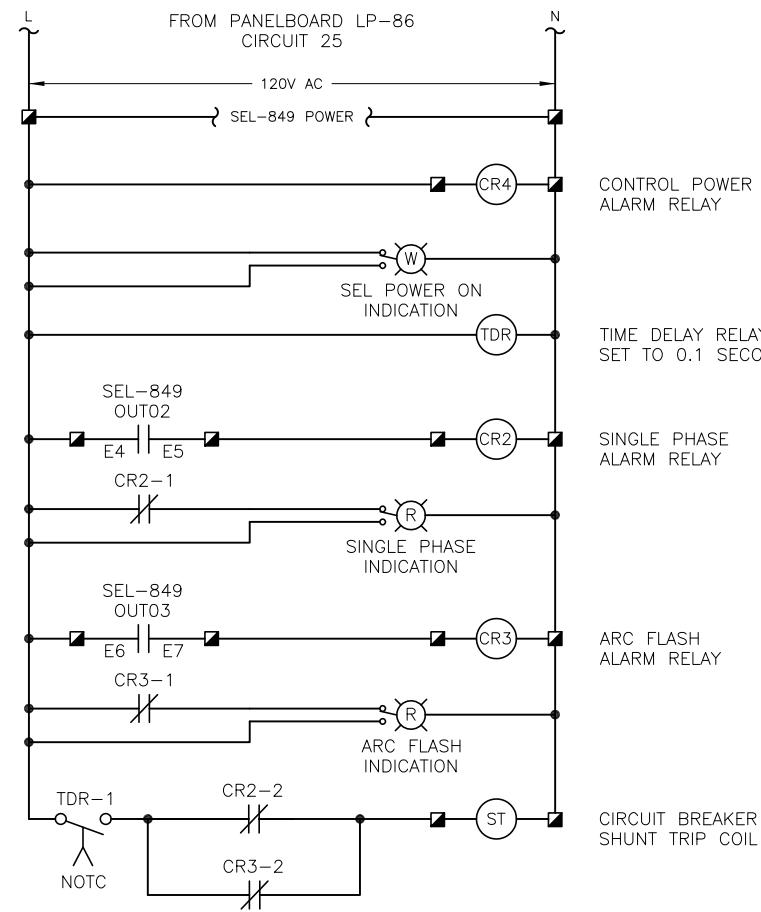 L
FROM PANELBOARD LP-86
CIRCUIT 25
N
120V AC
SEL-849 POWER
CR4
CONTROL POWER
ALARM RELAY
W
SEL POWER ON
INDICATION
TDR
TIME DELAY RELAY
SET TO 0.1 SECO
SEL-849
OUT02
E4
E5
CR2
SINGLE PHASE
ALARM RELAY
CR2-1
R
SINGLE PHASE
INDICATION
SEL-849
OUT03
E6
E7
CR3
ARC FLASH
ALARM RELAY
CR3-1
R
ARC FLASH
INDICATION
TDR-1
NOTC
CR2-2
CR3-2
ST
CIRCUIT BREAKER
SHUNT TRIP COIL